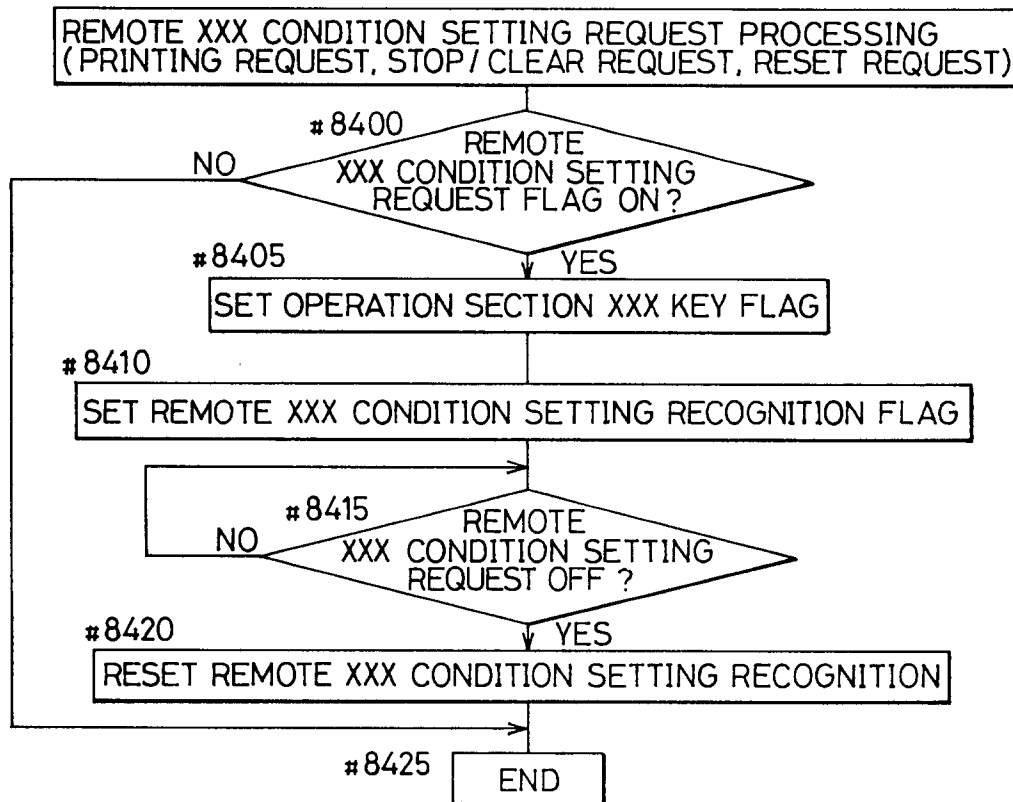 REMOTE XXX CONDITION SETTING REQUEST PROCESSING
(PRINTING REQUEST, STOP/CLEAR REQUEST, RESET REQUEST)
#8400
REMOTE
XXX CONDITION SETTING
REQUEST FLAG ON?
NO
YES
#8405
SET OPERATION SECTION XXX KEY FLAG
#8410
SET REMOTE XXX CONDITION SETTING RECOGNITION FLAG
#8415
REMOTE
XXX CONDITION SETTING
REQUEST OFF ?
NO
YES
#8420
RESET REMOTE XXX CONDITION SETTING RECOGNITION
#8425
END